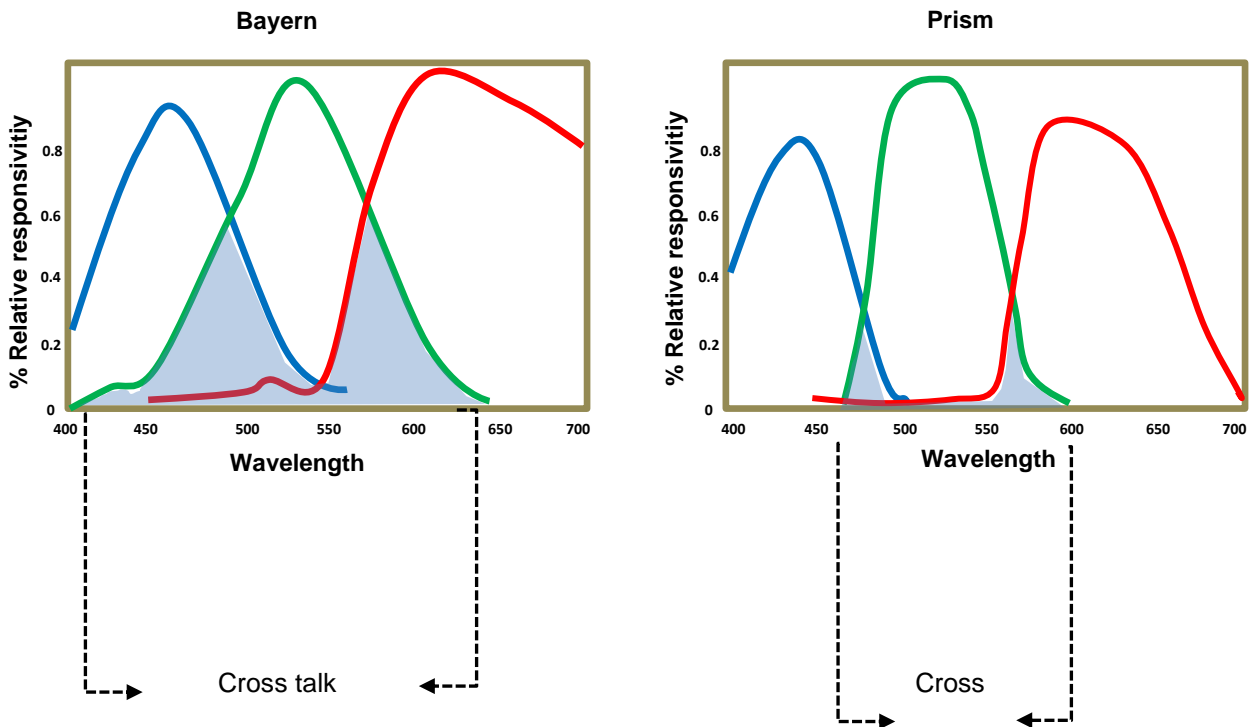 Bayern
% Relative responsivitiy
0.8
0.6
0.4
0.2
0
400 450 500 550 600 650 700
Wavelength
Cross talk
Prism
% Relative responsivitiy
0.8
0.6
0.4
0.2
0
400 450 500 550 600 650 700
Wavelength
Cross